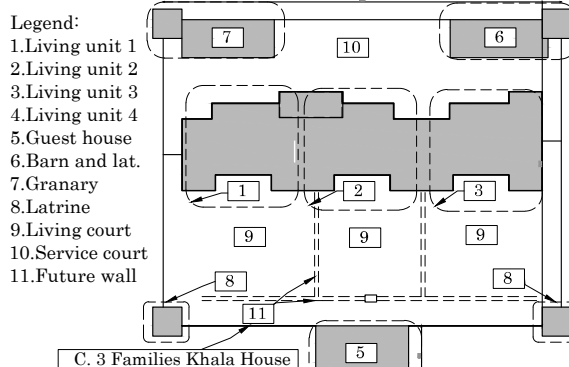 Legend:
1.Living unit 1
2.Living unit 2
3.Living unit 3
4.Living unit 4
5.Guest house
6.Barn and lat.
7.Granary
8.Latrine
9.Living court
10.Service court
11.Future wall
7
10
6
1
2
3
9
9
9
8
8
11
C. 3 Families Khala House
5